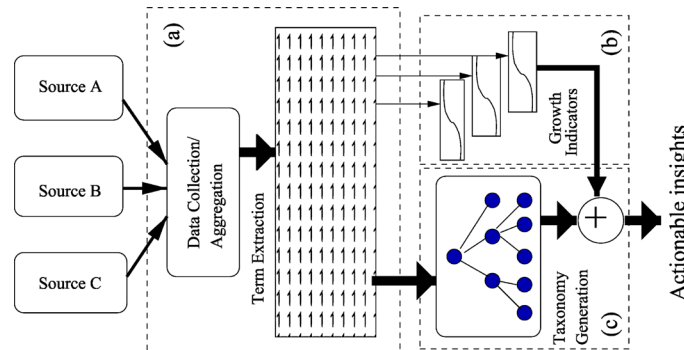 Source A
Source B
Source C
(a)
Data Collection/
Aggregation
Term Extraction
(b)
Growth
Indicators
Taxonomy
Generation
(c)
+
Actionable insights